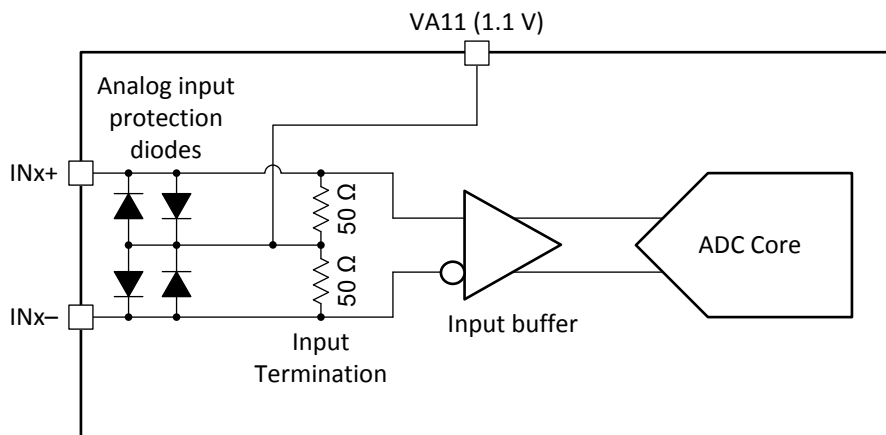 VA11 (1.1 V)
Analog input
protection
diodes
INx+
50 Ω
50 Ω
ADC Core
INx–
Input buffer
Input
Termination